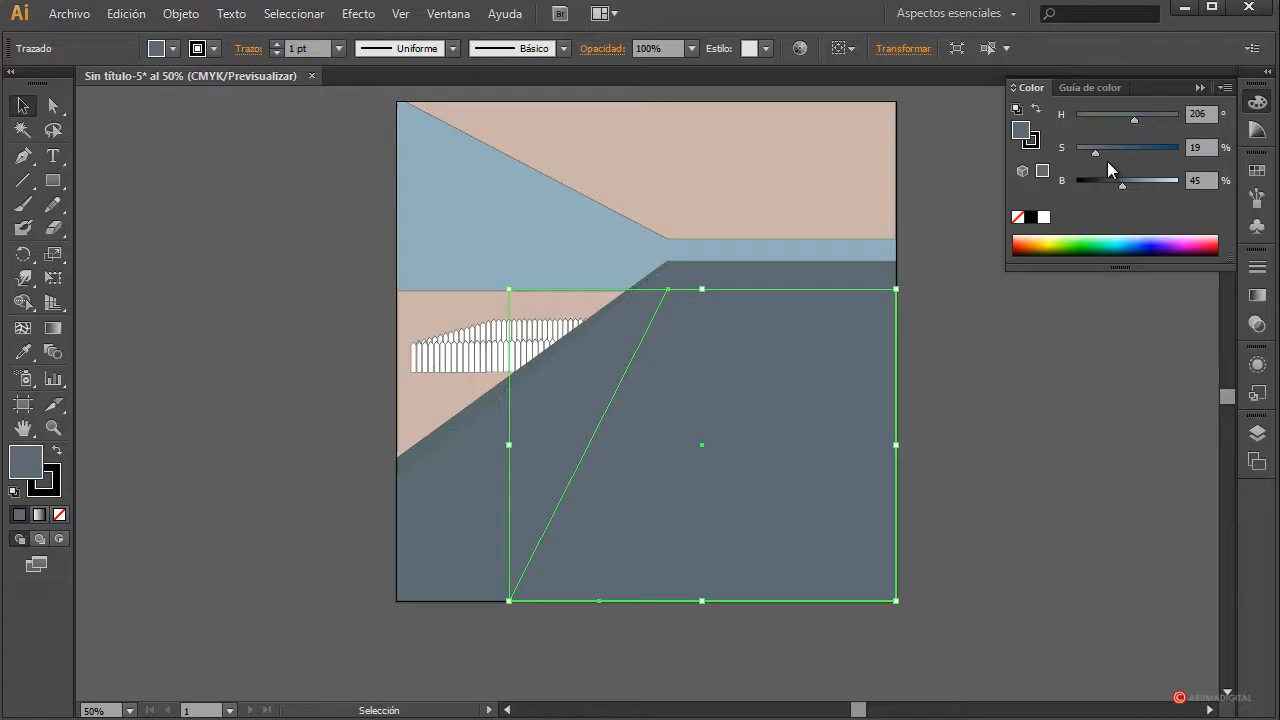 Ai Archivo Edición Objeto Texto Seleccionar Efecto Ver Ventana Ayuda Br Aspectos esenciales
Trazado Trazo: 1 pt Uniforme Básico Opacidad: 100% Estilo: Transformar
Sin título-5* al 50% (CMYK/Previsualizar)
Color Guía de color
H 206 °
S 19 %
B 45 %
50% 1 Selección
© ARUMADIGITAL